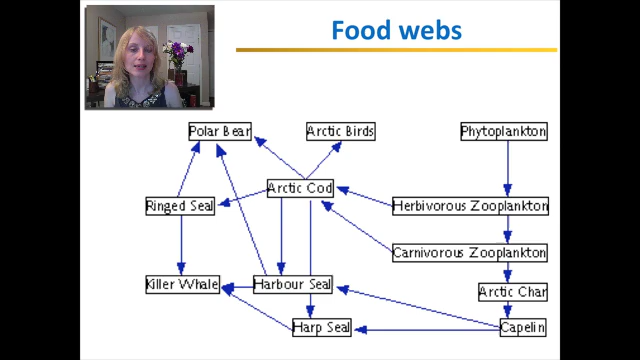 Food webs
Polar Bear
Arctic Birds
Phytoplankton
Arctic Cod
Ringed Seal
Herbivorous Zooplankton
Carnivorous Zooplankton
Killer Whale
Harbour Seal
Arctic Char
Harp Seal
Capelin